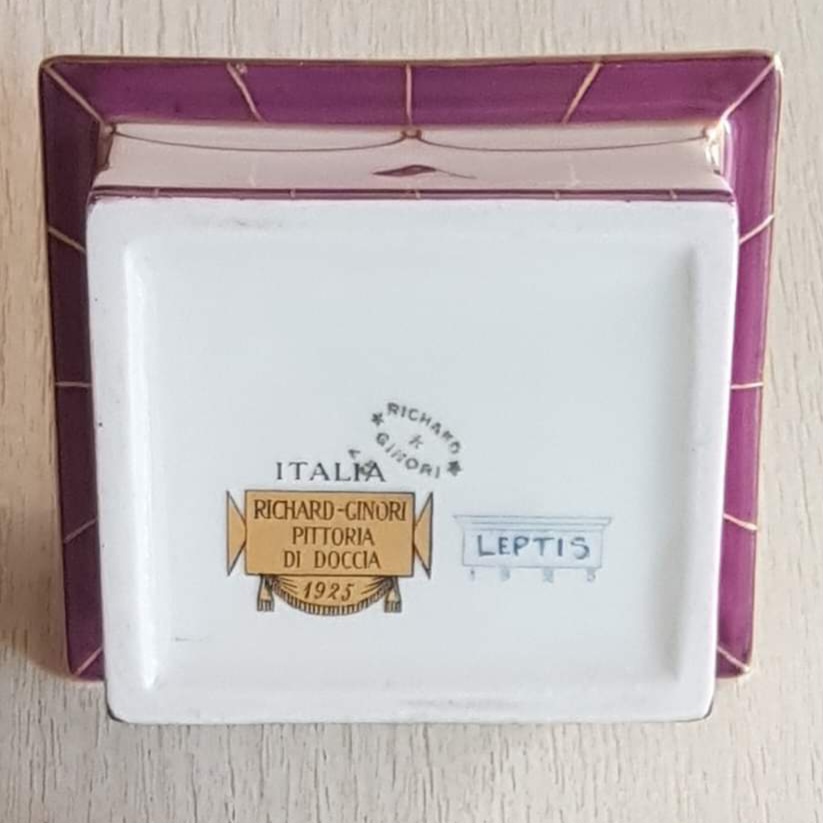 RICHARD
GINORI
ITALIA
RICHARD-GINORI
PITTORIA
DI DOCCIA
1925
LEPTIS